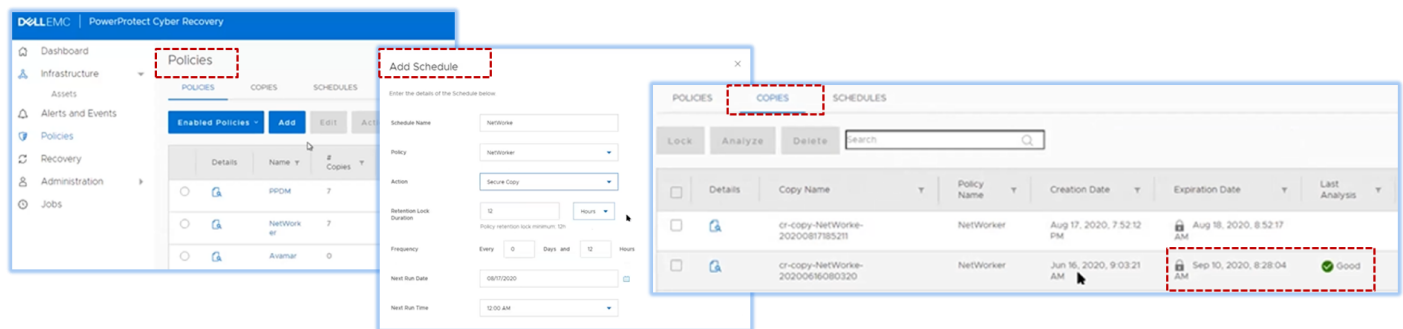 DELLEMC | PowerProtect Cyber Recovery
Dashboard
Infrastructure
Assets
Alerts and Events
Policies
Recovery
Administration
Jobs
Policies
POLICIES COPIES SCHEDULES
Enabled Policies Add Edit
Details Name # Copies
PPDM 7
NetWork
er 7
Avamar 0
Add Schedule
Enter the details of the Schedule below.
Schedule Name NetWorke
Policy NetWorker
Action Secure Copy
Retention Lock
Duration 12 Hours
Policy retention lock minimum: 12h
Frequency Every 0 Days and 12 Hours
Next Run Date 08/17/2020
Next Run Time 12:00 AM
POLICIES COPIES SCHEDULES
Lock Analyze Delete Search
Details Copy Name Policy Name Creation Date Expiration Date Last Analysis
cr-copy-NetWorke-
20200817185211 NetWorker Aug 17, 2020, 7:52:12
PM Aug 18, 2020, 8:52:17
AM
cr-copy-NetWorke-
20200616080320 NetWorker Jun 16, 2020, 9:03:21
AM Sep 10, 2020, 8:28:04
AM Good